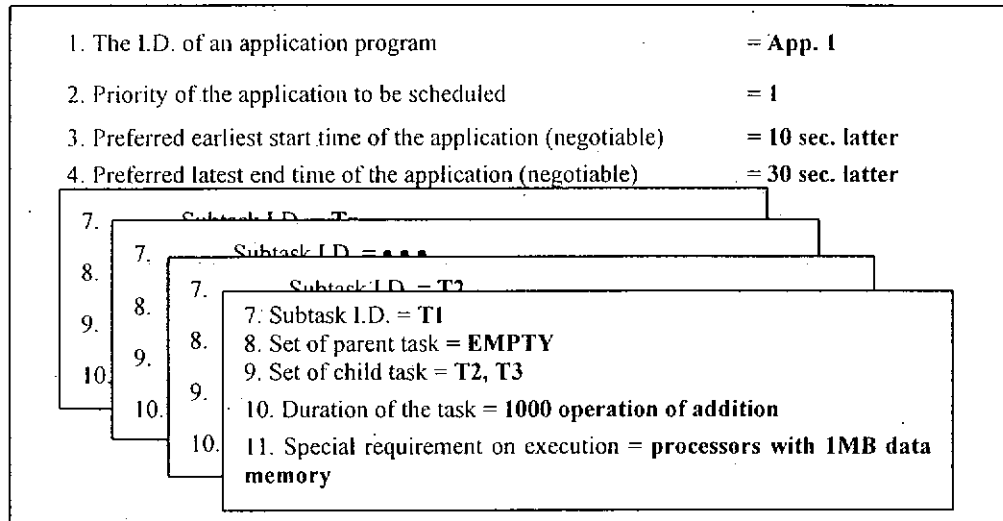 1. The I.D. of an application program = App. 1
2. Priority of the application to be scheduled = 1
3. Preferred earliest start time of the application (negotiable) = 10 sec. latter
4. Preferred latest end time of the application (negotiable) = 30 sec. latter
7.
8.
9.
10.
7. Subtask I.D. = • • •
8.
9.
10.
7. Subtask I.D. = T2
8.
9.
10.
7. Subtask I.D. = T1
8. Set of parent task = EMPTY
9. Set of child task = T2, T3
10. Duration of the task = 1000 operation of addition
11. Special requirement on execution = processors with 1MB data
memory